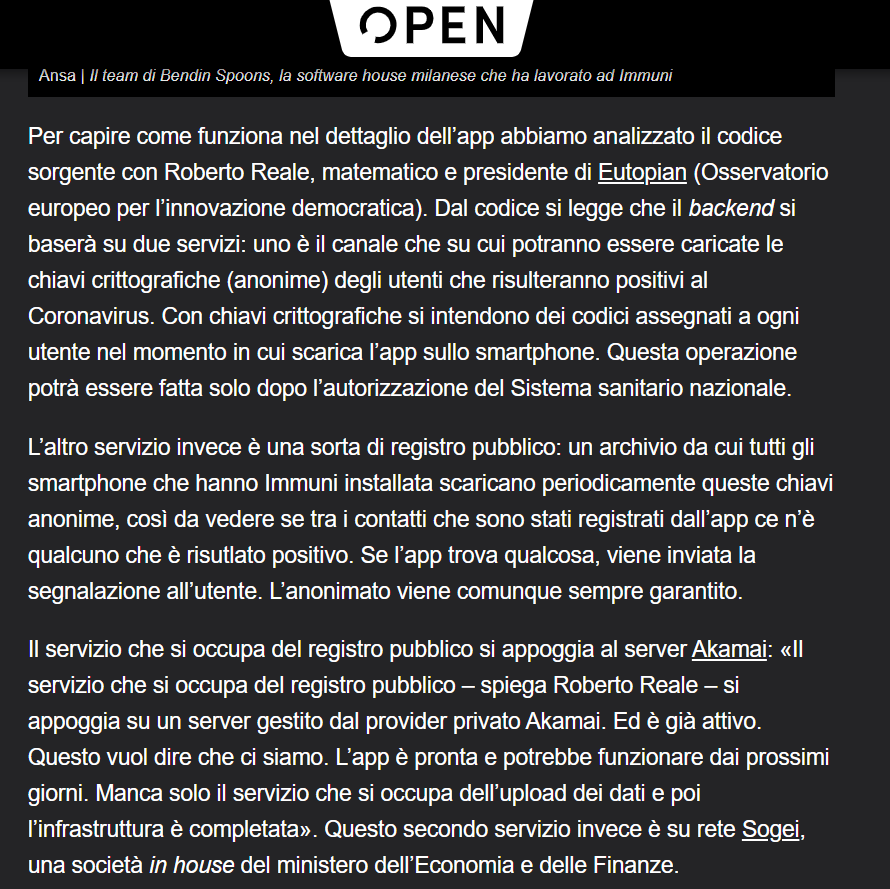 OPEN
Ansa | Il team di Bendin Spoons, la software house milanese che ha lavorato ad Immuni
Per capire come funziona nel dettaglio dell’app abbiamo analizzato il codice
sorgente con Roberto Reale, matematico e presidente di Eutopian (Osservatorio
europeo per l’innovazione democratica). Dal codice si legge che il backend si
baserà su due servizi: uno è il canale che su cui potranno essere caricate le
chiavi crittografiche (anonime) degli utenti che risulteranno positivi al
Coronavirus. Con chiavi crittografiche si intendono dei codici assegnati a ogni
utente nel momento in cui scarica l’app sullo smartphone. Questa operazione
potrà essere fatta solo dopo l’autorizzazione del Sistema sanitario nazionale.
L’altro servizio invece è una sorta di registro pubblico: un archivio da cui tutti gli
smartphone che hanno Immuni installata scaricano periodicamente queste chiavi
anonime, così da vedere se tra i contatti che sono stati registrati dall’app ce n’è
qualcuno che è risutlato positivo. Se l’app trova qualcosa, viene inviata la
segnalazione all’utente. L’anonimato viene comunque sempre garantito.
Il servizio che si occupa del registro pubblico si appoggia al server Akamai: «Il
servizio che si occupa del registro pubblico – spiega Roberto Reale – si
appoggia su un server gestito dal provider privato Akamai. Ed è già attivo.
Questo vuol dire che ci siamo. L’app è pronta e potrebbe funzionare dai prossimi
giorni. Manca solo il servizio che si occupa dell’upload dei dati e poi
l’infrastruttura è completata». Questo secondo servizio invece è su rete Sogei,
una società in house del ministero dell’Economia e delle Finanze.